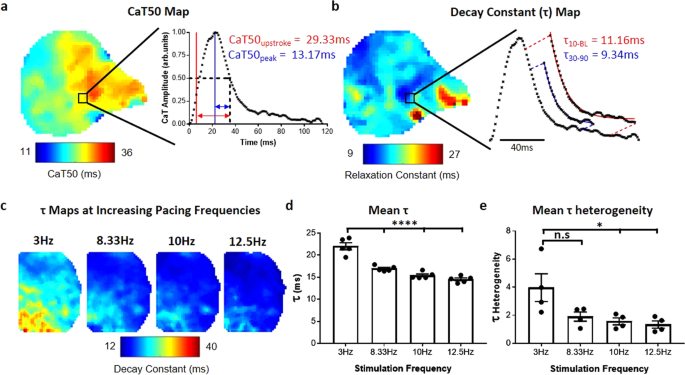 a
CaT50 Map
CaT50upstroke = 29.33ms
CaT50peak = 13.17ms
CaT Amplitude (arb.units)
1.00
0.75
0.50
0.25
0.00
0 20 40 60 80 100 120
Time (ms)
11 36
CaT50 (ms)
b
Decay Constant (τ) Map
τ10-BL = 11.16ms
τ30-90 = 9.34ms
40ms
9 27
Relaxation Constant (ms)
c
τ Maps at Increasing Pacing Frequencies
3Hz 8.33Hz 10Hz 12.5Hz
12 40
Decay Constant (ms)
d
Mean τ
****
τ (ms)
25
20
15
10
5
0
3Hz 8.33Hz 10Hz 12.5Hz
Stimulation Frequency
e
Mean τ heterogeneity
n.s *
τ Heterogeneity
8
6
4
2
0
3Hz 8.33Hz 10Hz 12.5Hz
Stimulation Frequency